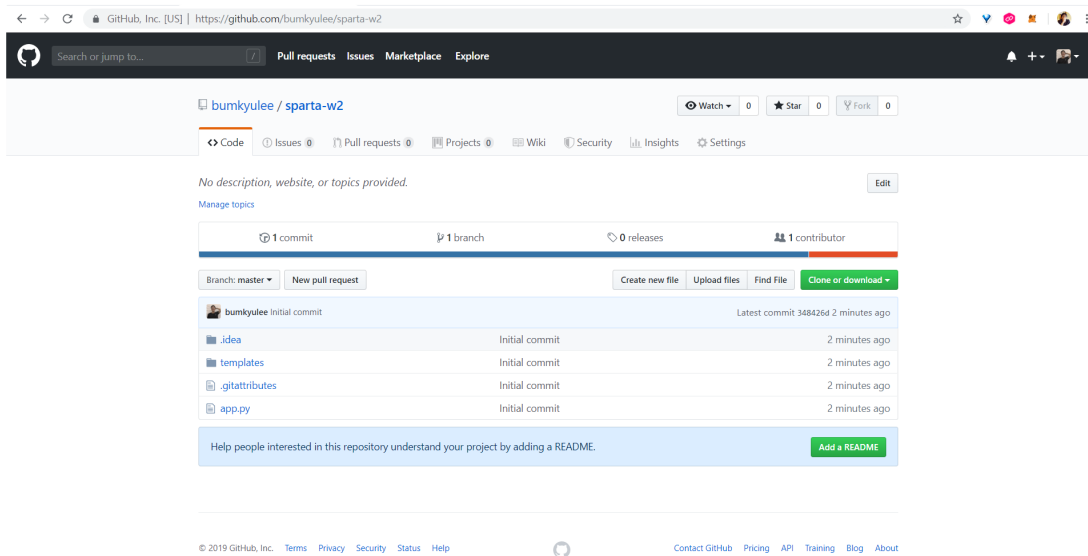 GitHub, Inc. [US] | https://github.com/bumkyulee/sparta-w2
Search or jump to... / Pull requests Issues Marketplace Explore
bumkyulee / sparta-w2 Watch 0 Star 0 Fork 0
Code Issues 0 Pull requests 0 Projects 0 Wiki Security Insights Settings
No description, website, or topics provided. Edit
Manage topics
1 commit 1 branch 0 releases 1 contributor
Branch: master New pull request Create new file Upload files Find File Clone or download
bumkyulee Initial commit Latest commit 348426d 2 minutes ago
.idea Initial commit 2 minutes ago
templates Initial commit 2 minutes ago
.gitattributes Initial commit 2 minutes ago
app.py Initial commit 2 minutes ago
Help people interested in this repository understand your project by adding a README. Add a README
© 2019 GitHub, Inc. Terms Privacy Security Status Help Contact GitHub Pricing API Training Blog About